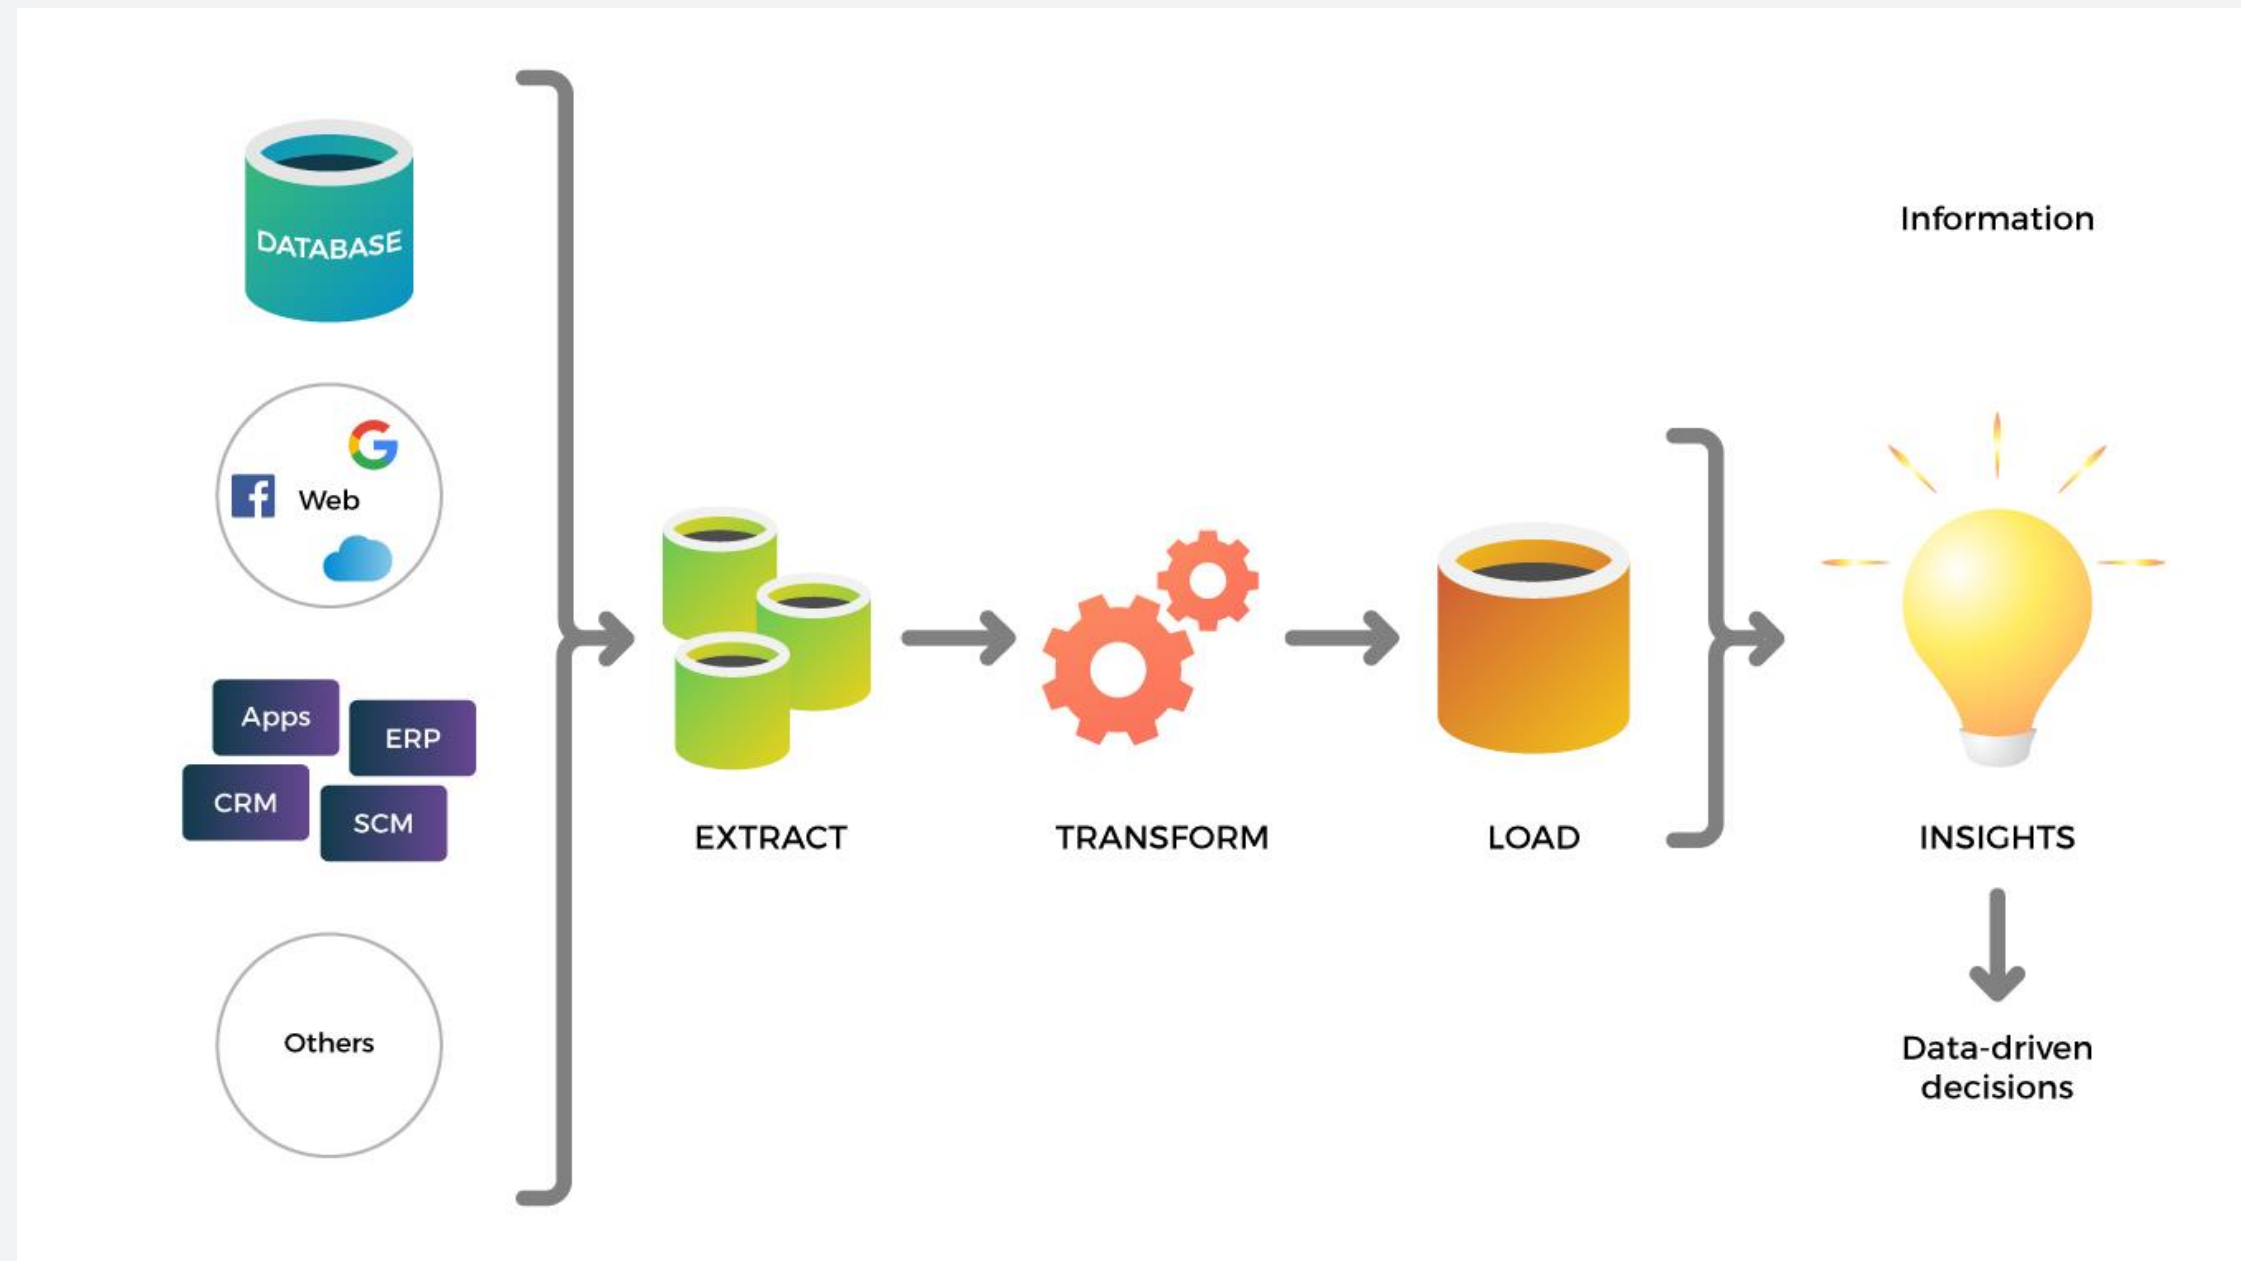 DATABASE
Web
Apps
ERP
CRM
SCM
Others
EXTRACT
TRANSFORM
LOAD
Information
INSIGHTS
Data-driven
decisions